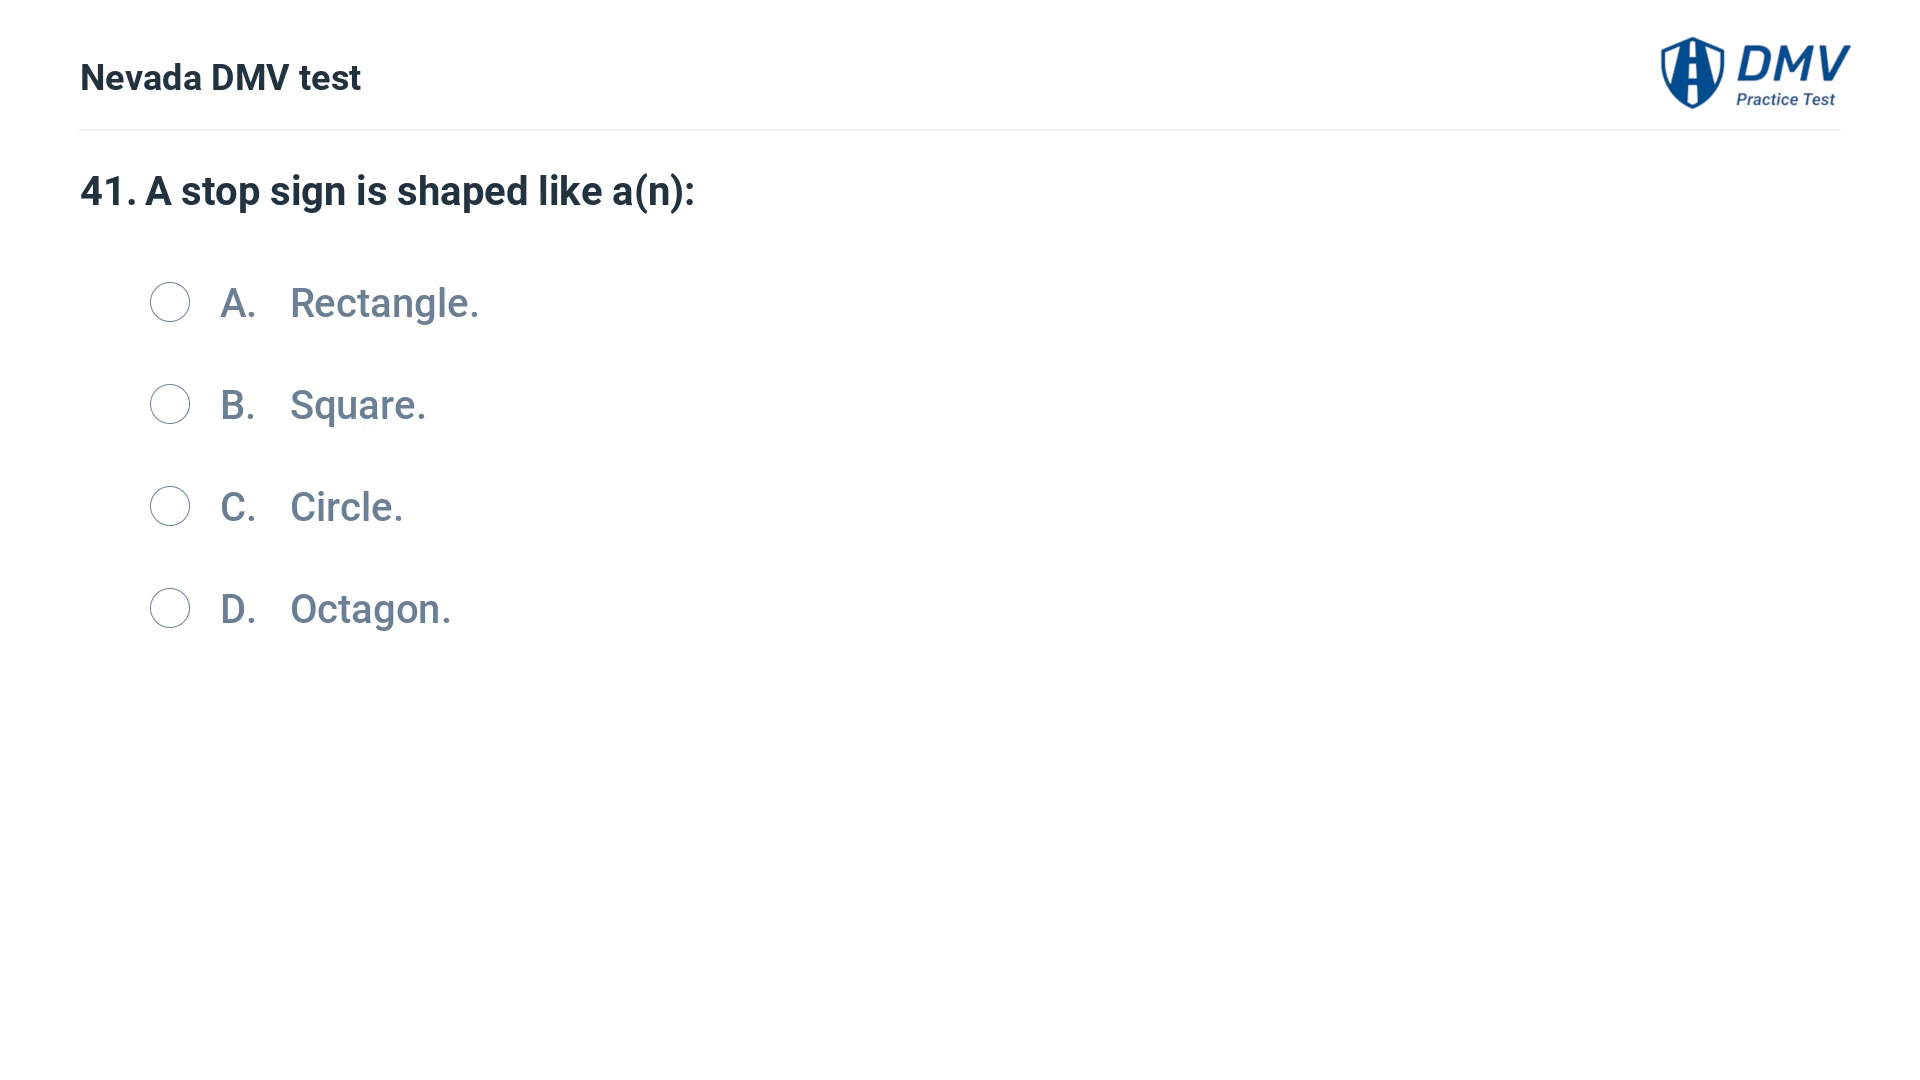 Nevada DMV test
DMV
Practice Test
41. A stop sign is shaped like a(n):
A. Rectangle.
B. Square.
C. Circle.
D. Octagon.